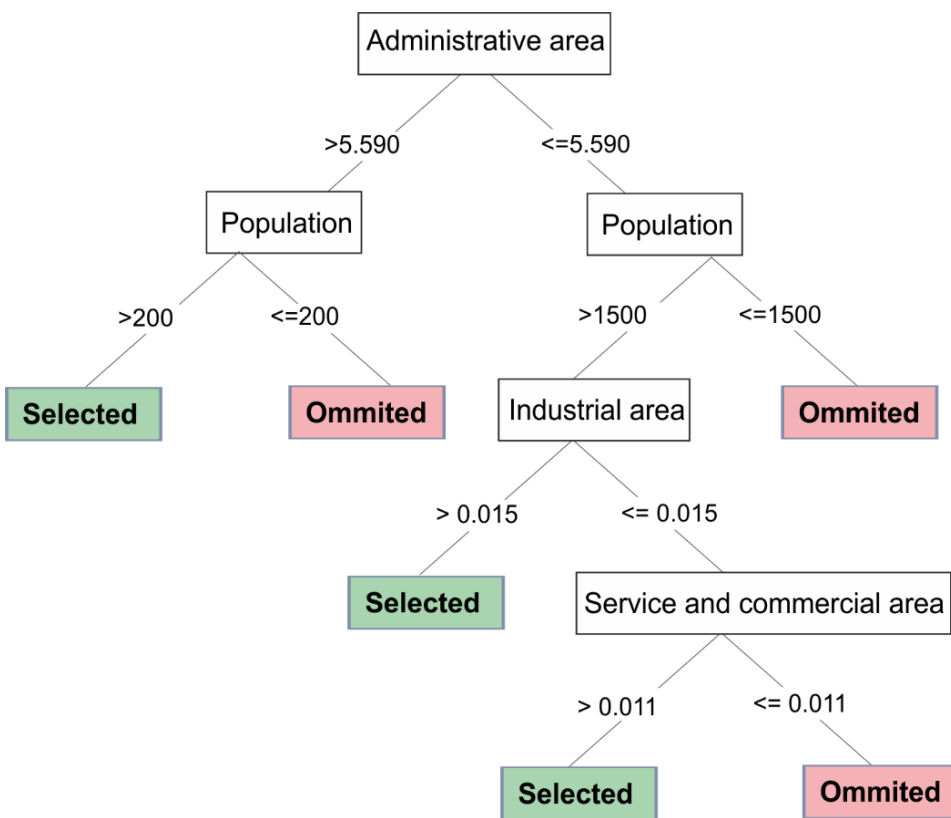 Administrative area
>5.590
<=5.590
Population
Population
>200
<=200
>1500
<=1500
Selected
Ommited
Industrial area
Ommited
> 0.015
<= 0.015
Selected
Service and commercial area
> 0.011
<= 0.011
Selected
Ommited